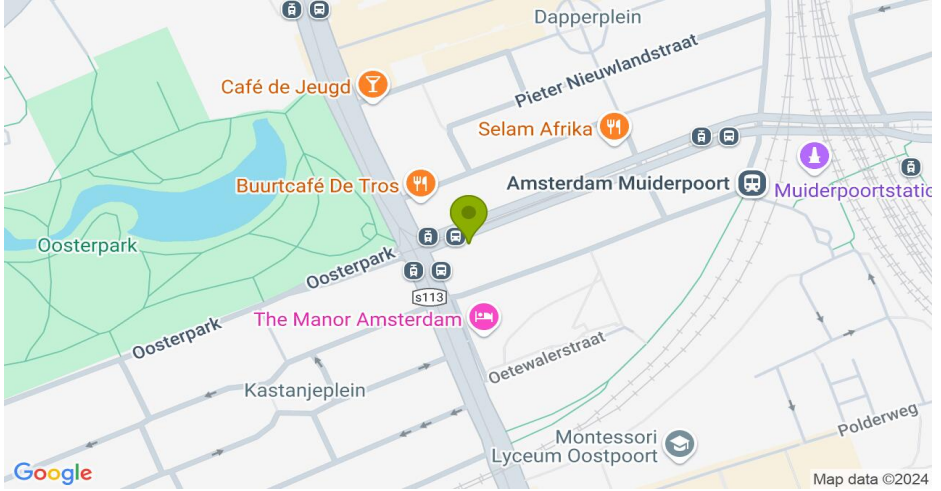 Dapperplein
Pieter Nieuwlandstraat
Café de Jeugd
Selam Afrika
Buurtcafé De Tros
Amsterdam Muiderpoort
Muiderpoortstatio
Oosterpark
Oosterpark
s113
The Manor Amsterdam
Oosterpark
Oetewalerstraat
Kastanjeplein
Polderweg
Montessori
Lyceum Oostpoort
Google
Map data ©2024